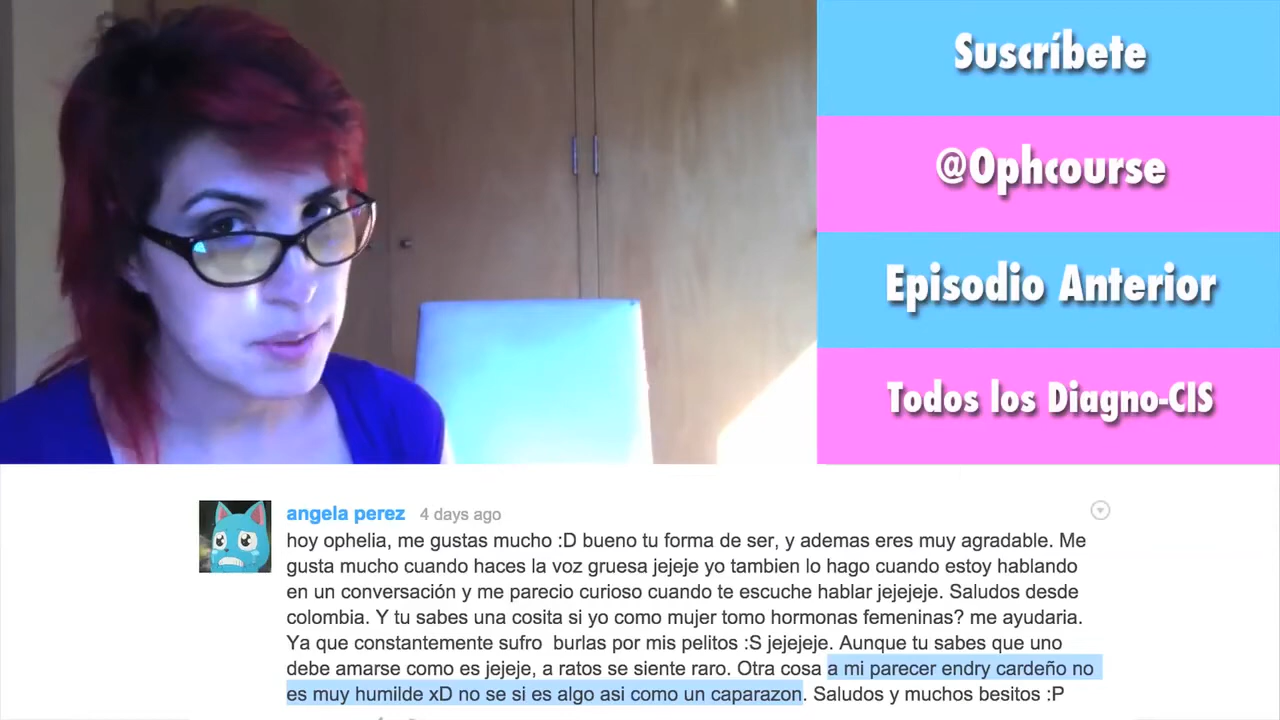 Suscríbete
@Ophcourse
Episodio Anterior
Todos los Diagno-CIS
angela perez 4 days ago
hoy ophelia, me gustas mucho :D bueno tu forma de ser, y ademas eres muy agradable. Me
gusta mucho cuando haces la voz gruesa jejeje yo tambien lo hago cuando estoy hablando
en un conversación y me parecio curioso cuando te escuche hablar jejejeje. Saludos desde
colombia. Y tu sabes una cosita si yo como mujer tomo hormonas femeninas? me ayudaria.
Ya que constantemente sufro burlas por mis pelitos :S jejejeje. Aunque tu sabes que uno
debe amarse como es jejeje, a ratos se siente raro. Otra cosa a mi parecer endry cardeño no
es muy humilde xD no se si es algo asi como un caparazon. Saludos y muchos besitos :P